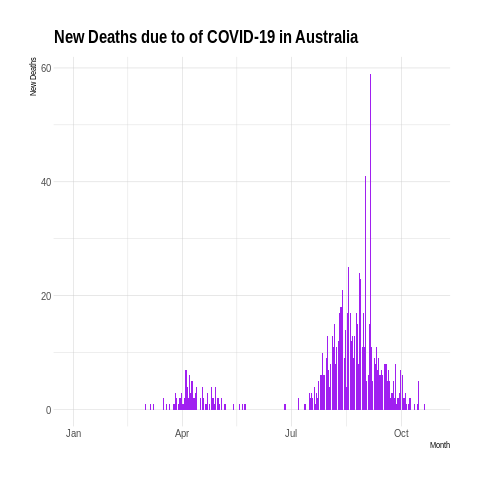 New Deaths due to of COVID-19 in Australia
New Deaths
60
40
20
0
Jan Apr Jul Oct
Month